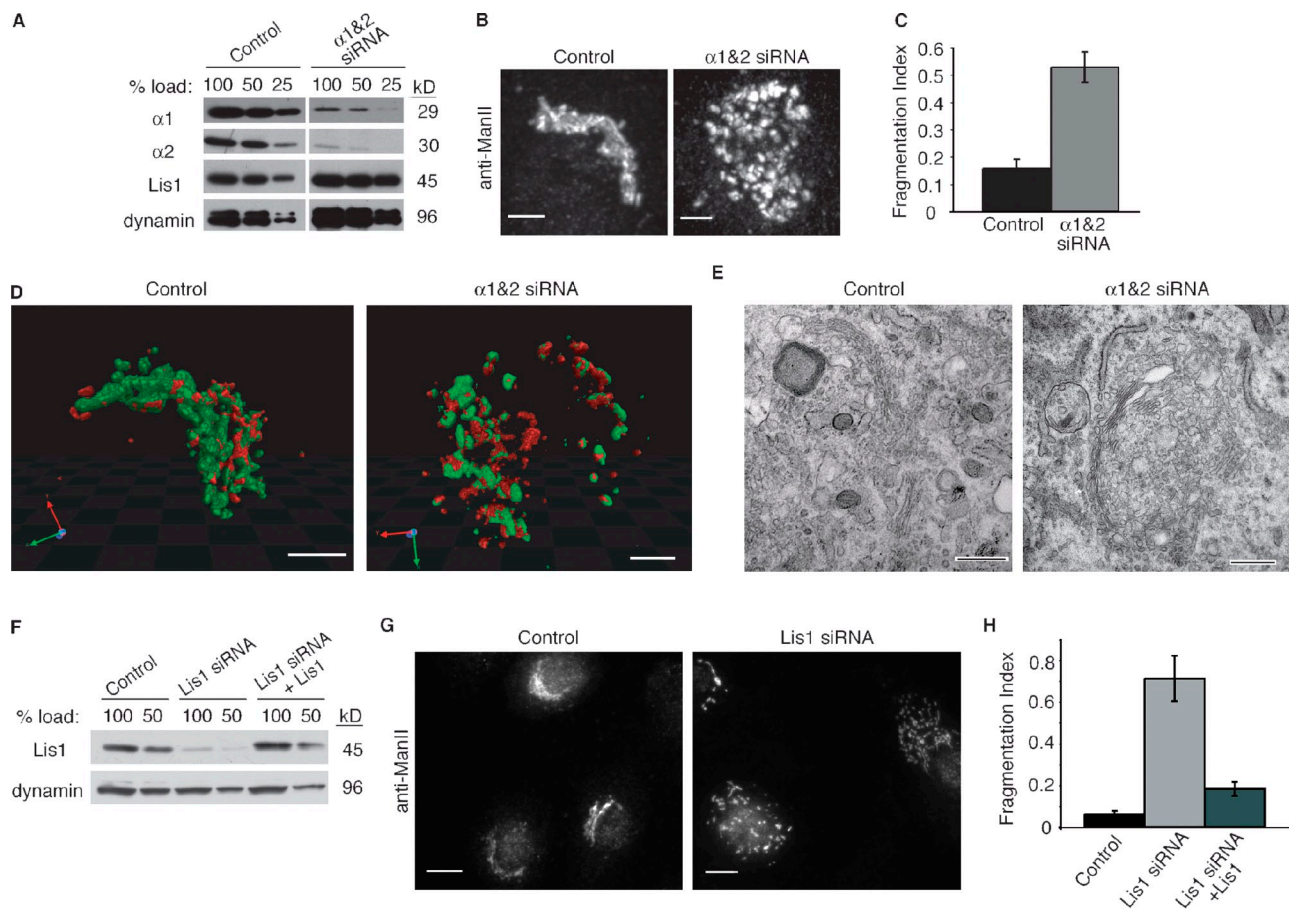 A
Control
α1&2
siRNA
% load: 100 50 25 100 50 25 kD
α1 29
α2 30
Lis1 45
dynamin 96
B
Control α1&2 siRNA
anti-ManII
C
Fragmentation Index
0.6
0.5
0.4
0.3
0.2
0.1
0
Control α1&2
siRNA
D
Control α1&2 siRNA
E
Control α1&2 siRNA
F
Control
Lis1 siRNA
Lis1 siRNA
+ Lis1
% load: 100 50 100 50 100 50 kD
Lis1 45
dynamin 96
G
Control Lis1 siRNA
anti-ManII
H
Fragmentation Index
0.8
0.6
0.4
0.2
0
Control
Lis1 siRNA
Lis1 siRNA
+Lis1